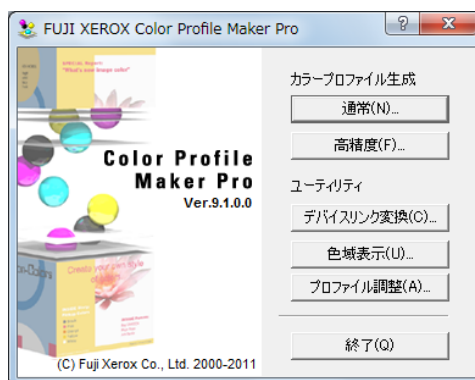 FUJI XEROX Color Profile Maker Pro
What's new image color?
Color Profile
Maker Pro
Ver.9.1.0.0
Create your own style
(C) Fuji Xerox Co., Ltd. 2000-2011
カラープロファイル生成
通常(N)...
高精度(F)...
ユーティリティ
デバイスリンク変換(C)...
色域表示(U)...
プロファイル調整(A)...
終了(Q)